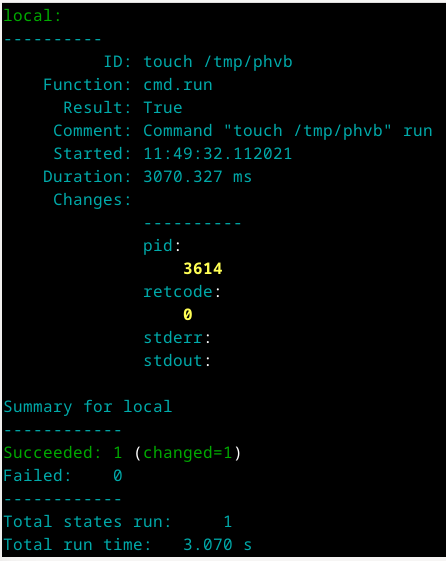 local:
----------
          ID: touch /tmp/phvb
    Function: cmd.run
      Result: True
     Comment: Command "touch /tmp/phvb" run
     Started: 11:49:32.112021
    Duration: 3070.327 ms
     Changes:
              ----------
              pid:
                  3614
              retcode:
                  0
              stderr:
              stdout:

Summary for local
------------
Succeeded: 1 (changed=1)
Failed:    0
------------
Total states run:     1
Total run time:   3.070 s